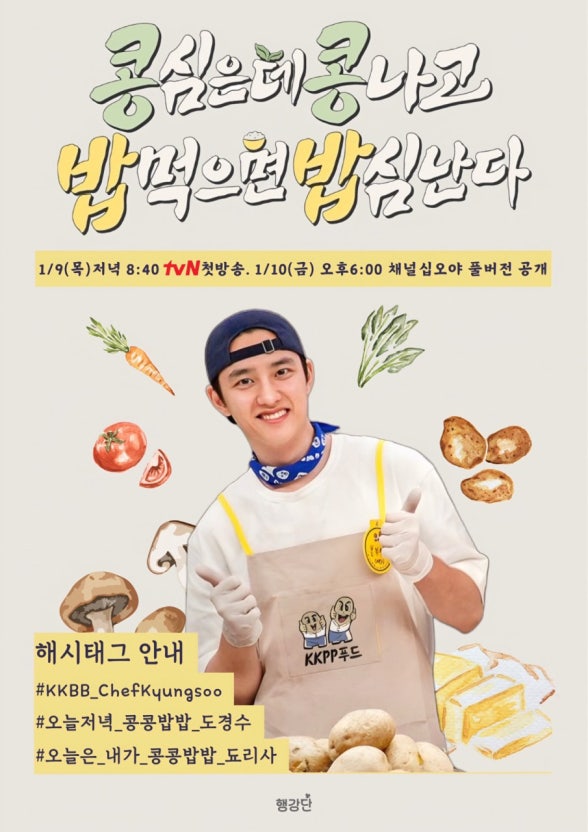 콩심은데콩나고
밥먹으면밥심난다
1/9(목)저녁 8:40 tvN첫방송. 1/10(금) 오후6:00 채널십오야 풀버전 공개
KKPP푸드
해시태그 안내
#KKBB_ChefKyungsoo
#오늘저녁_콩콩밥밥_도경수
#오늘은_내가_콩콩밥밥_됴리사
행강단